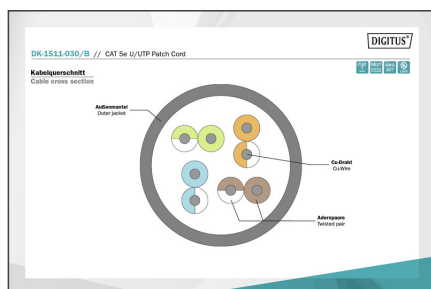 DIGITUS®
DK-1511-030/B // CAT 5e U/UTP Patch Cord
Kabelquerschnitt
Cable cross section
Außenmantel
Outer jacket
Cu-Draht
Cu-Wire
Aderpaare
Twisted pair